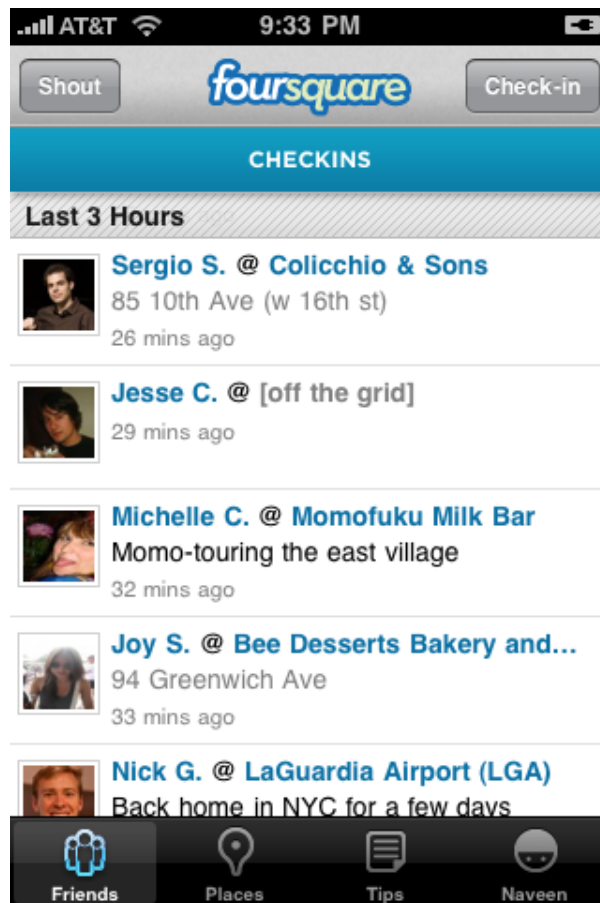 AT&T 9:33 PM
Shout foursquare Check-in
CHECKINS
Last 3 Hours
Sergio S. @ Colicchio & Sons
85 10th Ave (w 16th st)
26 mins ago
Jesse C. @ [off the grid]
29 mins ago
Michelle C. @ Momofuku Milk Bar
Momo-touring the east village
32 mins ago
Joy S. @ Bee Desserts Bakery and...
94 Greenwich Ave
33 mins ago
Nick G. @ LaGuardia Airport (LGA)
Back home in NYC for a few days
Friends Places Tips Naveen